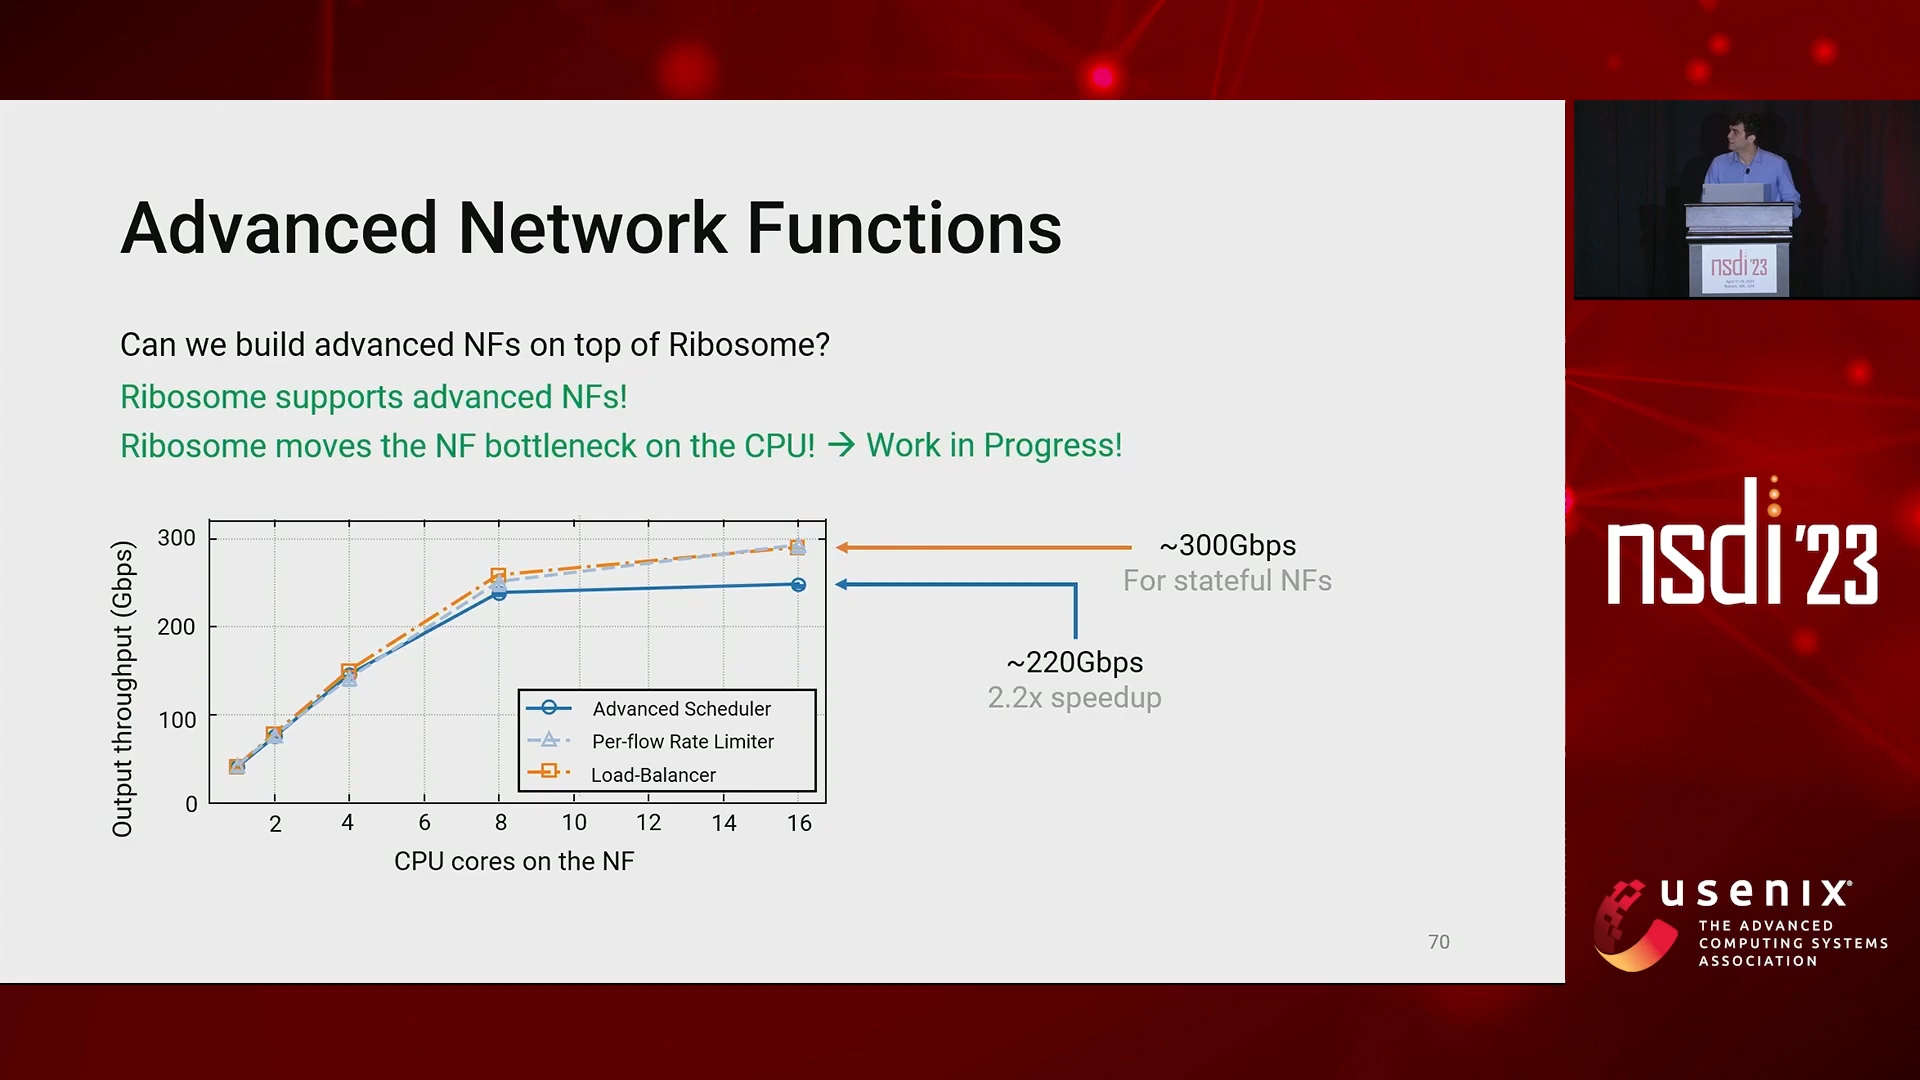 Advanced Network Functions
Can we build advanced NFs on top of Ribosome?
Ribosome supports advanced NFs!
Ribosome moves the NF bottleneck on the CPU! → Work in Progress!
Output throughput (Gbps)
300
200
100
0
2 4 6 8 10 12 14 16
CPU cores on the NF
Advanced Scheduler
Per-flow Rate Limiter
Load-Balancer
~300Gbps
For stateful NFs
~220Gbps
2.2x speedup
70
nsdi '23
nsdi '23
usenix®
THE ADVANCED
COMPUTING SYSTEMS
ASSOCIATION